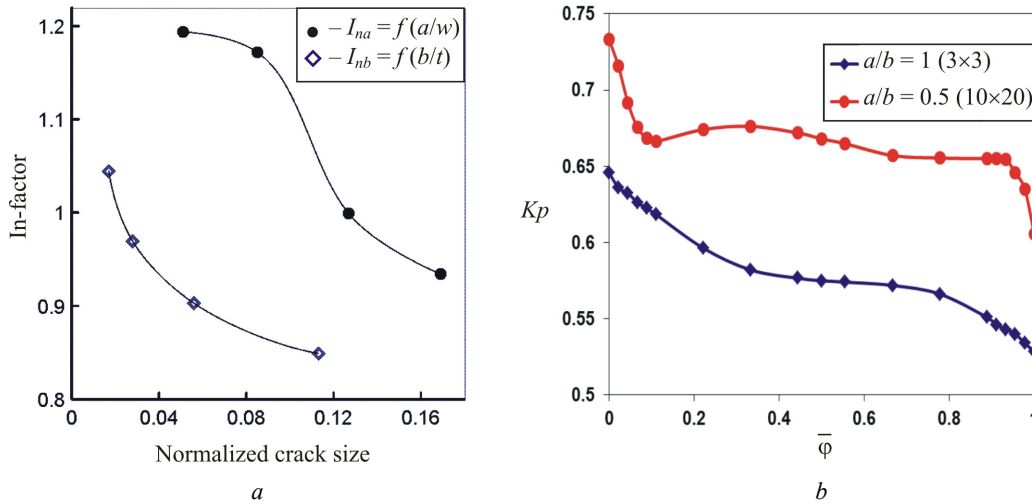 1.2
1.1
1
0.9
0.8
In-factor
– I_na = f (a/w)
– I_nb = f (b/t)
0
0.04
0.08
0.12
0.16
Normalized crack size
a
0.75
0.7
0.65
0.6
0.55
0.5
Kp
a/b = 1 (3×3)
a/b = 0.5 (10×20)
0
0.2
0.4
0.6
0.8
φ̅
b